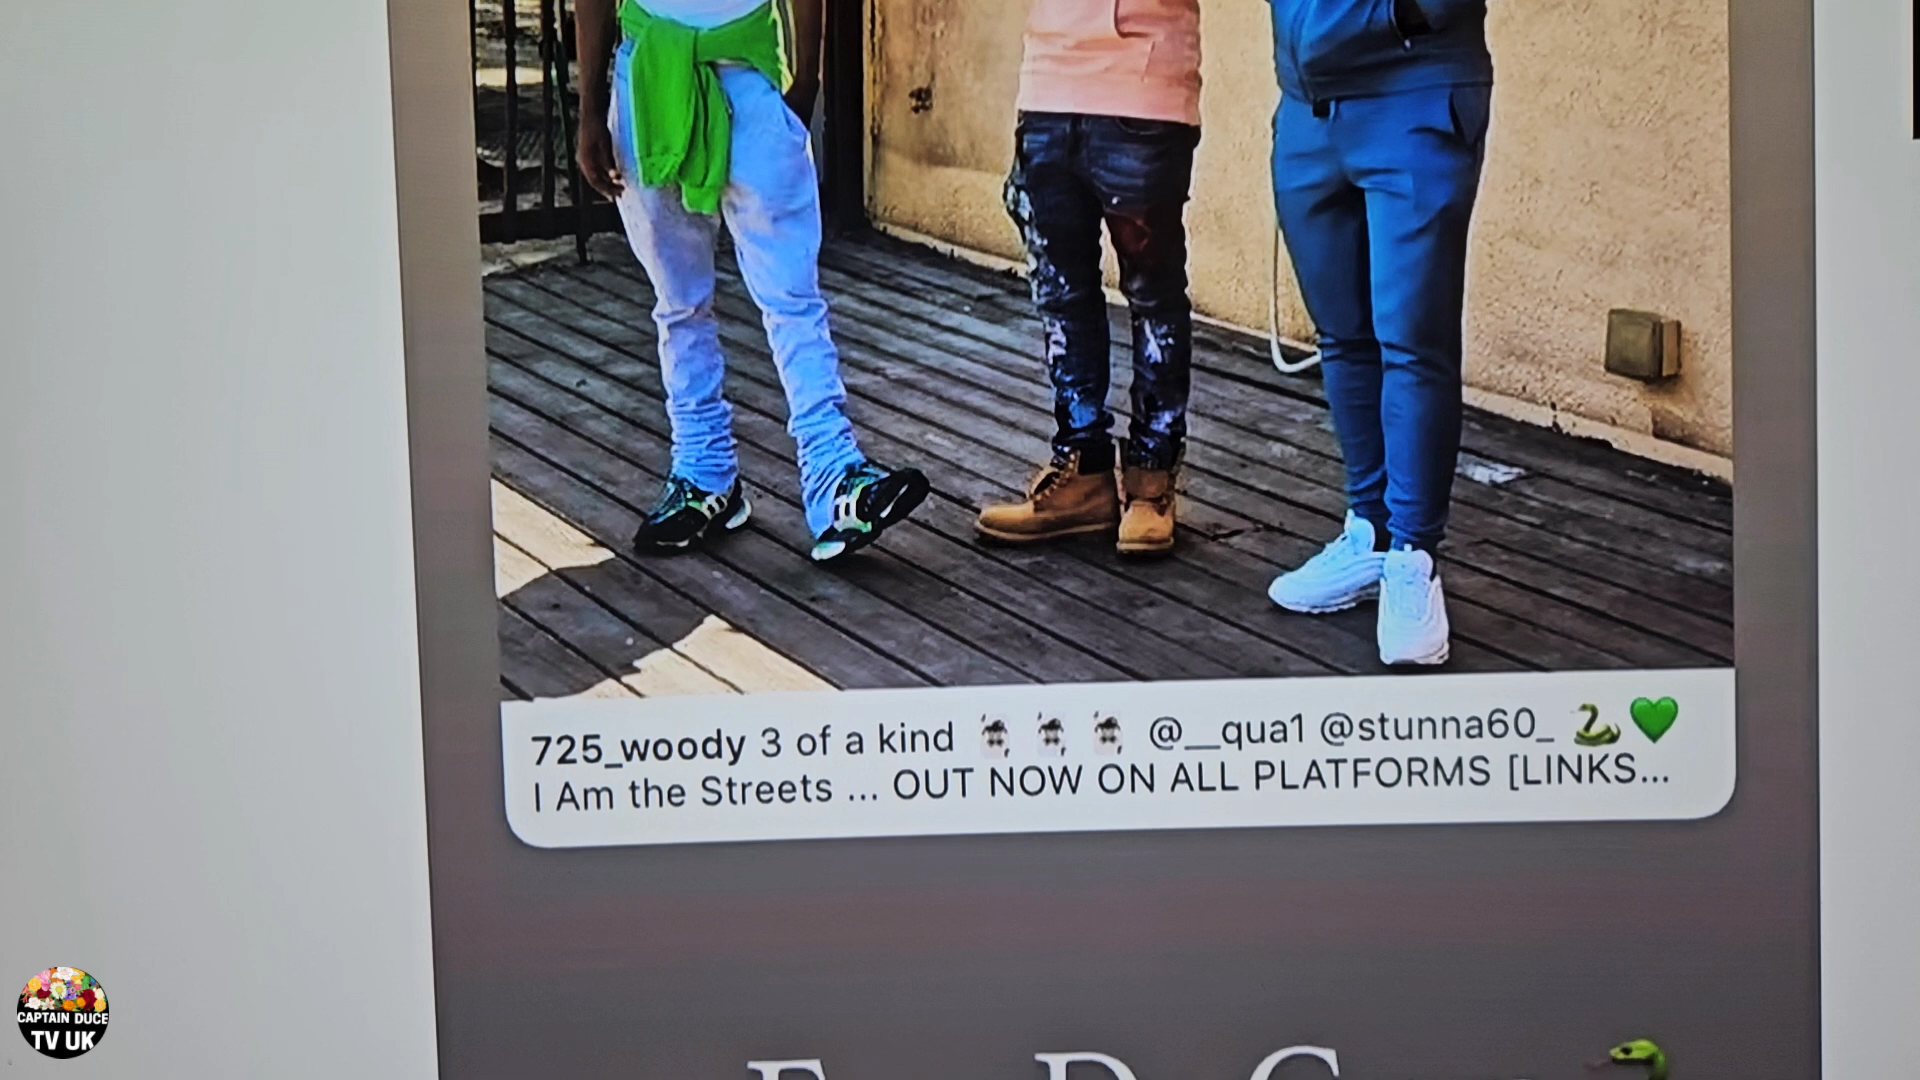 725_woody 3 of a kind 🃏 🃏 🃏 @__qua1 @stunna60_ 🐍💚
I Am the Streets ... OUT NOW ON ALL PLATFORMS [LINKS...
CAPTAIN DUCE
TV UK